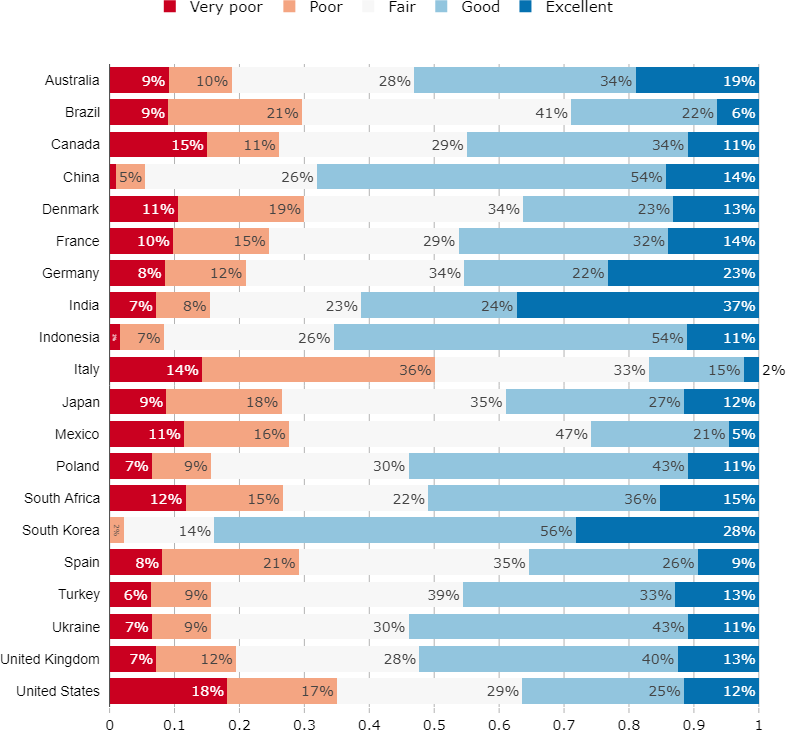 Very poor Poor Fair Good Excellent
Australia 9% 10% 28% 34% 19%
Brazil 9% 21% 41% 22% 6%
Canada 15% 11% 29% 34% 11%
China 5% 26% 54% 14%
Denmark 11% 19% 34% 23% 13%
France 10% 15% 29% 32% 14%
Germany 8% 12% 34% 22% 23%
India 7% 8% 23% 24% 37%
Indonesia 7% 26% 54% 11%
Italy 14% 36% 33% 15% 2%
Japan 9% 18% 35% 27% 12%
Mexico 11% 16% 47% 21% 5%
Poland 7% 9% 30% 43% 11%
South Africa 12% 15% 22% 36% 15%
South Korea 2% 14% 56% 28%
Spain 8% 21% 35% 26% 9%
Turkey 6% 9% 39% 33% 13%
Ukraine 7% 9% 30% 43% 11%
United Kingdom 7% 12% 28% 40% 13%
United States 18% 17% 29% 25% 12%
0 0.1 0.2 0.3 0.4 0.5 0.6 0.7 0.8 0.9 1